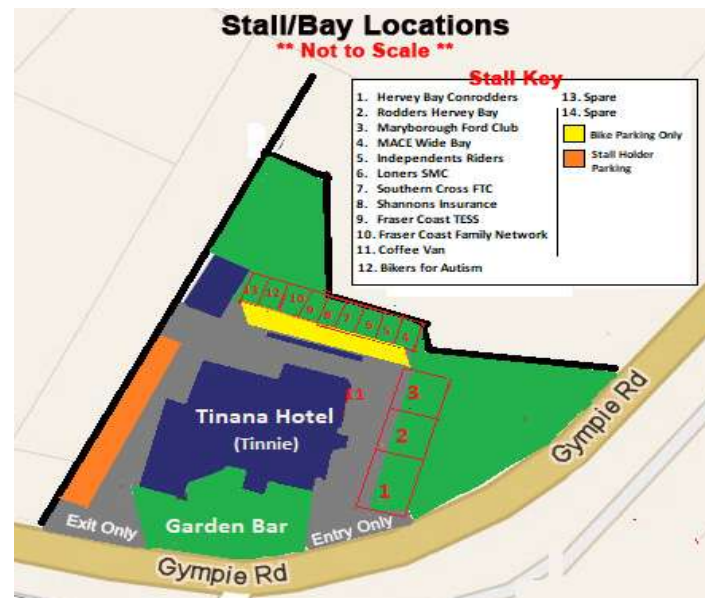 Stall/Bay Locations
** Not to Scale **
Stall Key
1. Hervey Bay Conrodders
2. Rodders Hervey Bay
3. Maryborough Ford Club
4. MACE Wide Bay
5. Independents Riders
6. Loners SMC
7. Southern Cross FTC
8. Shannons Insurance
9. Fraser Coast TESS
10. Fraser Coast Family Network
11. Coffee Van
12. Bikers for Autism
13. Spare
14. Spare
Bike Parking Only
Stall Holder
Parking
13 12 10 9 8 7 6 5 4
11
3
2
1
Tinana Hotel
(Tinnie)
Garden Bar
Exit Only
Entry Only
Gympie Rd
Gympie Rd